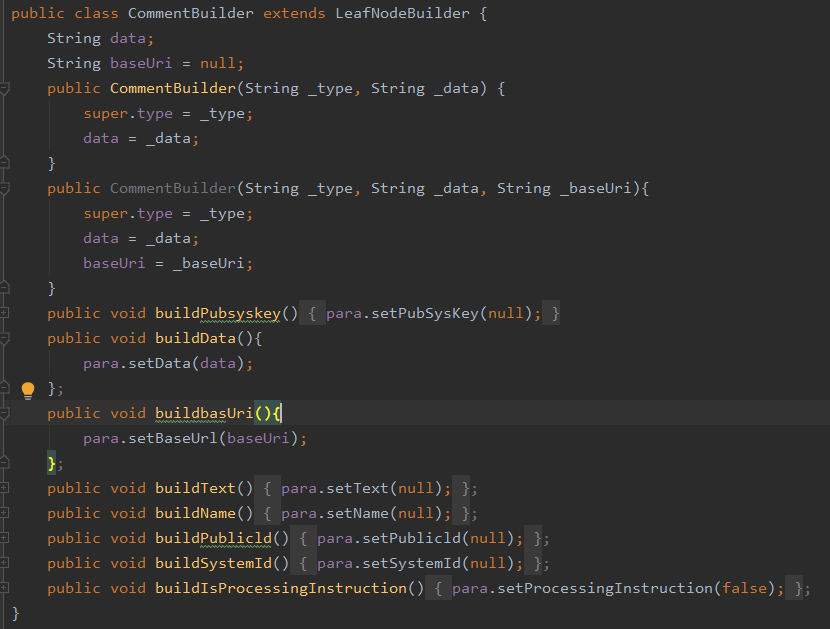 public class CommentBuilder extends LeafNodeBuilder {
    String data;
    String baseUri = null;
    public CommentBuilder(String _type, String _data) {
        super.type = _type;
        data = _data;
    }
    public CommentBuilder(String _type, String _data, String _baseUri){
        super.type = _type;
        data = _data;
        baseUri = _baseUri;
    }
    public void buildPubsyskey() { para.setPubSysKey(null); }
    public void buildData(){
        para.setData(data);
    };
    public void buildbasUri(){
        para.setBaseUrl(baseUri);
    };
    public void buildText() { para.setText(null); };
    public void buildName() { para.setName(null); };
    public void buildPublicld() { para.setPublicld(null); };
    public void buildSystemId() { para.setSystemId(null); };
    public void buildIsProcessingInstruction() { para.setProcessingInstruction(false); };
}